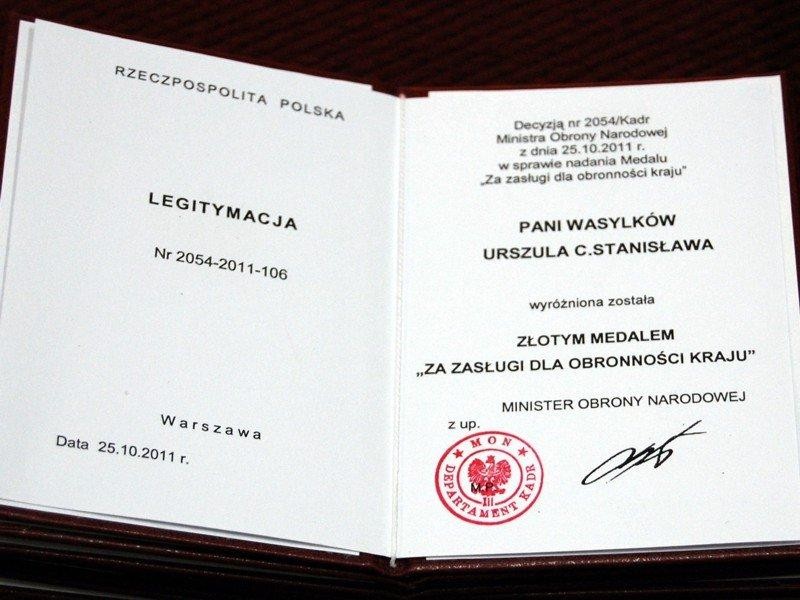 RZECZPOSPOLITA POLSKA
LEGITYMACJA
Nr 2054-2011-106
Warszawa
Data 25.10.2011 r.
Decyzją nr 2054/Kadr
Ministra Obrony Narodowej
z dnia 25.10.2011 r.
w sprawie nadania Medalu
„Za zasługi dla obronności kraju"
PANI WASYLKÓW
URSZULA C.STANISŁAWA
wyróżniona została
ZŁOTYM MEDALEM
„ZA ZASŁUGI DLA OBRONNOŚCI KRAJU”
MINISTER OBRONY NARODOWEJ
z up.
MON
DEPARTAMENT KADR
M.P.
III